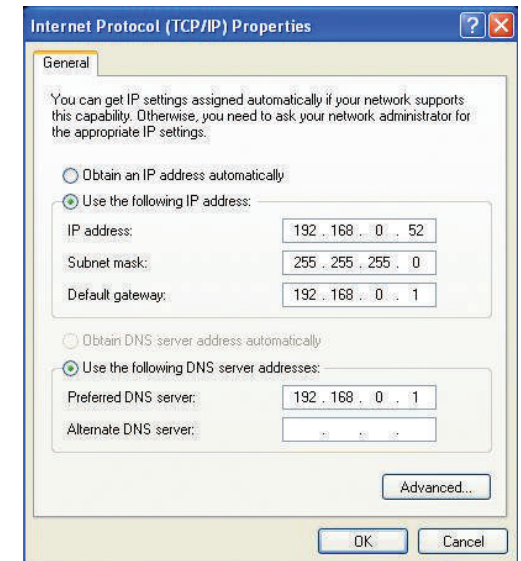 Internet Protocol (TCP/IP) Properties
General
You can get IP settings assigned automatically if your network supports
this capability. Otherwise, you need to ask your network administrator for
the appropriate IP settings.
Obtain an IP address automatically
Use the following IP address:
IP address: 192 . 168 . 0 . 52
Subnet mask: 255 . 255 . 255 . 0
Default gateway: 192 . 168 . 0 . 1
Obtain DNS server address automatically
Use the following DNS server addresses:
Preferred DNS server: 192 . 168 . 0 . 1
Alternate DNS server: . . .
Advanced...
OK Cancel